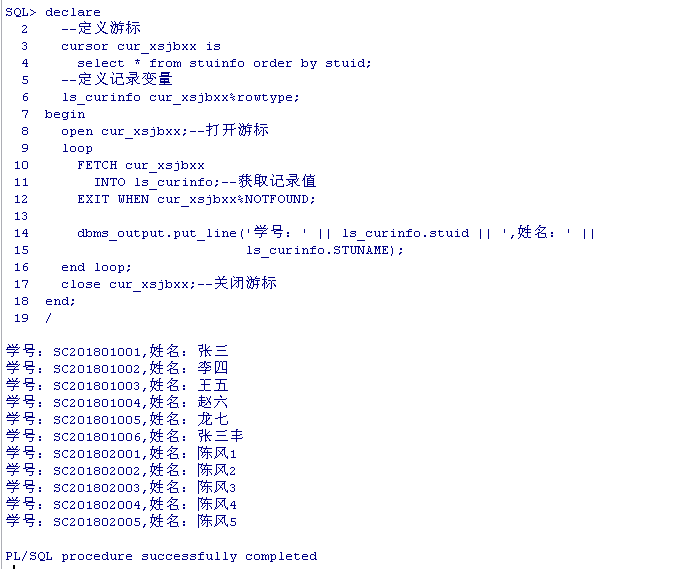 SQL> declare
2 --定义游标
3 cursor cur_xsjbxx is
4 select * from stuinfo order by stuid;
5 --定义记录变量
6 ls_curinfo cur_xsjbxx%rowtype;
7 begin
8 open cur_xsjbxx;--打开游标
9 loop
10 FETCH cur_xsjbxx
11 INTO ls_curinfo;--获取记录值
12 EXIT WHEN cur_xsjbxx%NOTFOUND;
13
14 dbms_output.put_line('学号：' || ls_curinfo.stuid || ',姓名：' ||
15 ls_curinfo.STUNAME);
16 end loop;
17 close cur_xsjbxx;--关闭游标
18 end;
19 /
学号：SC201801001,姓名：张三
学号：SC201801002,姓名：李四
学号：SC201801003,姓名：王五
学号：SC201801004,姓名：赵六
学号：SC201801005,姓名：龙七
学号：SC201801006,姓名：张三丰
学号：SC201802001,姓名：陈风1
学号：SC201802002,姓名：陈风2
学号：SC201802003,姓名：陈风3
学号：SC201802004,姓名：陈风4
学号：SC201802005,姓名：陈风5
PL/SQL procedure successfully completed